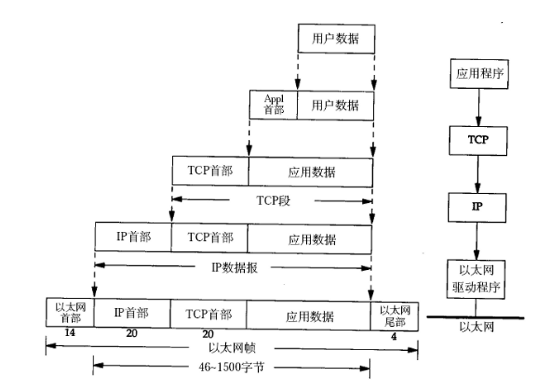 用户数据
应用程序
Appl
首部
用户数据
TCP
TCP首部
应用数据
TCP段
IP
IP首部
TCP首部
应用数据
IP数据报
以太网
驱动程序
以太网
首部
IP首部
TCP首部
应用数据
以太网
尾部
以太网
14
20
20
4
以太网帧
46~1500字节